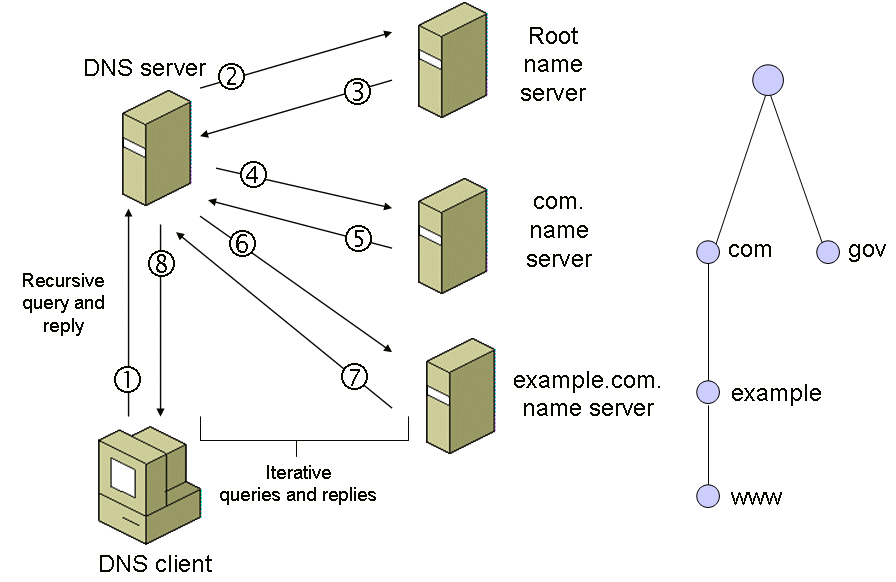 DNS server
②
③
Root
name
server
④
⑤
com.
name
server
⑥
⑦
example.com.
name server
Recursive
query and
reply
①
⑧
Iterative
queries and replies
DNS client
com
gov
example
www